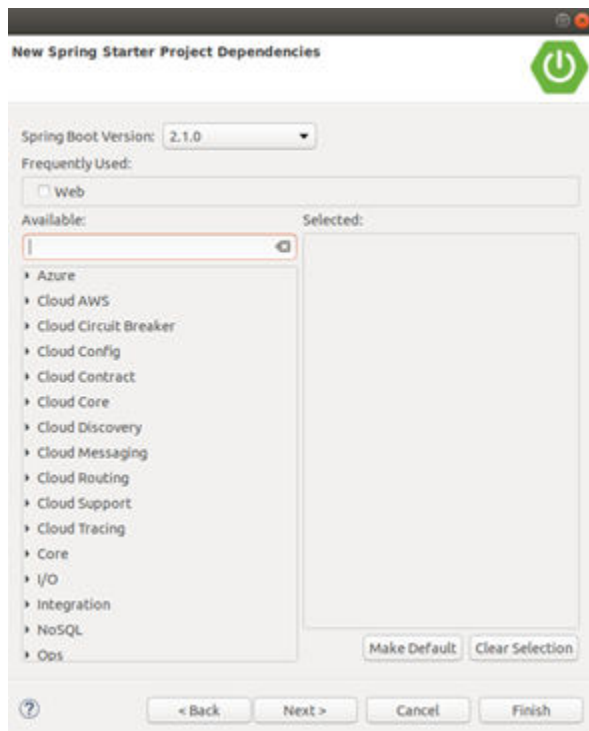 New Spring Starter Project Dependencies
Spring Boot Version: 2.1.0
Frequently Used:
Web
Available:
Selected:
Azure
Cloud AWS
Cloud Circuit Breaker
Cloud Config
Cloud Contract
Cloud Core
Cloud Discovery
Cloud Messaging
Cloud Routing
Cloud Support
Cloud Tracing
Core
I/O
Integration
NoSQL
Ops
Make Default Clear Selection
? < Back Next > Cancel Finish